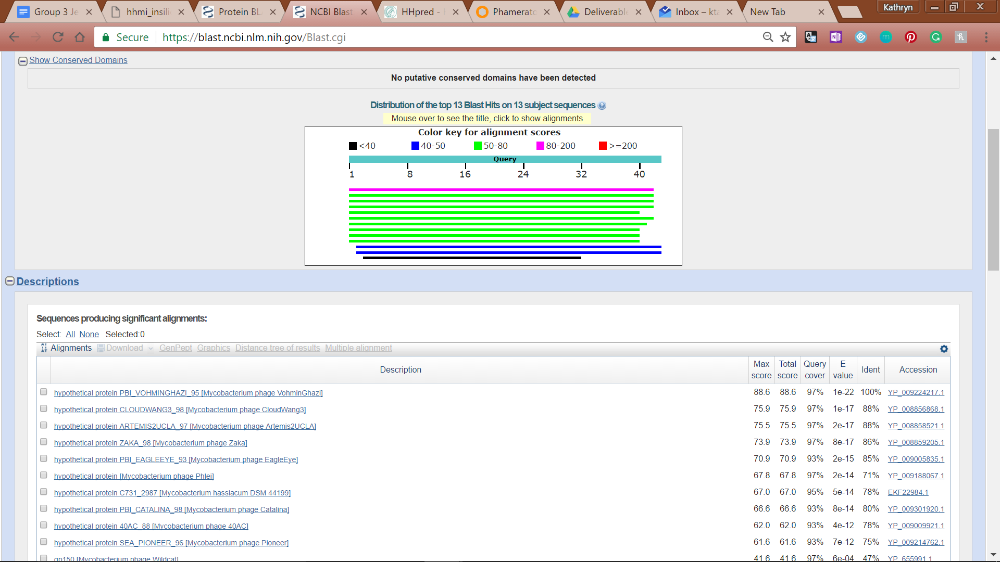 Group 3 Je
hhmi_insili
Protein BL
NCBI Blast
HHpred -
Phamerato
Deliverable
Inbox – kta
New Tab
Kathryn
Secure
https://blast.ncbi.nlm.nih.gov/Blast.cgi
Show Conserved Domains
No putative conserved domains have been detected
Distribution of the top 13 Blast Hits on 13 subject sequences
Mouse over to see the title, click to show alignments
Color key for alignment scores
<40 40-50 50-80 80-200 >=200
Query
1 8 16 24 32 40
Descriptions
Sequences producing significant alignments:
Select: All None Selected:0
Alignments Download GenPept Graphics Distance tree of results Multiple alignment
Description Max score Total score Query cover E value Ident Accession
hypothetical protein PBI_VOHMINGHAZI_95 [Mycobacterium phage VohminGhazi] 88.6 88.6 97% 1e-22 100% YP_009224217.1
hypothetical protein CLOUDWANG3_98 [Mycobacterium phage CloudWang3] 75.9 75.9 97% 1e-17 88% YP_008856868.1
hypothetical protein ARTEMIS2UCLA_97 [Mycobacterium phage Artemis2UCLA] 75.5 75.5 97% 2e-17 88% YP_008858521.1
hypothetical protein ZAKA_98 [Mycobacterium phage Zaka] 73.9 73.9 97% 8e-17 86% YP_008859205.1
hypothetical protein PBI_EAGLEEYE_93 [Mycobacterium phage EagleEye] 70.9 70.9 93% 2e-15 85% YP_009005835.1
hypothetical protein [Mycobacterium phage Phlei] 67.8 67.8 97% 2e-14 71% YP_009188067.1
hypothetical protein C731_2987 [Mycobacterium hassiacum DSM 44199] 67.0 67.0 95% 5e-14 78% EKF22984.1
hypothetical protein PBI_CATALINA_98 [Mycobacterium phage Catalina] 66.6 66.6 93% 8e-14 80% YP_009301920.1
hypothetical protein 40AC_88 [Mycobacterium phage 40AC] 62.0 62.0 93% 4e-12 78% YP_009009921.1
hypothetical protein SEA_PIONEER_96 [Mycobacterium phage Pioneer] 61.6 61.6 93% 7e-12 75% YP_009214762.1
gp150 [Mycobacterium phage Wildcat] 41.6 41.6 97% 6e-04 47% YP_655991.1